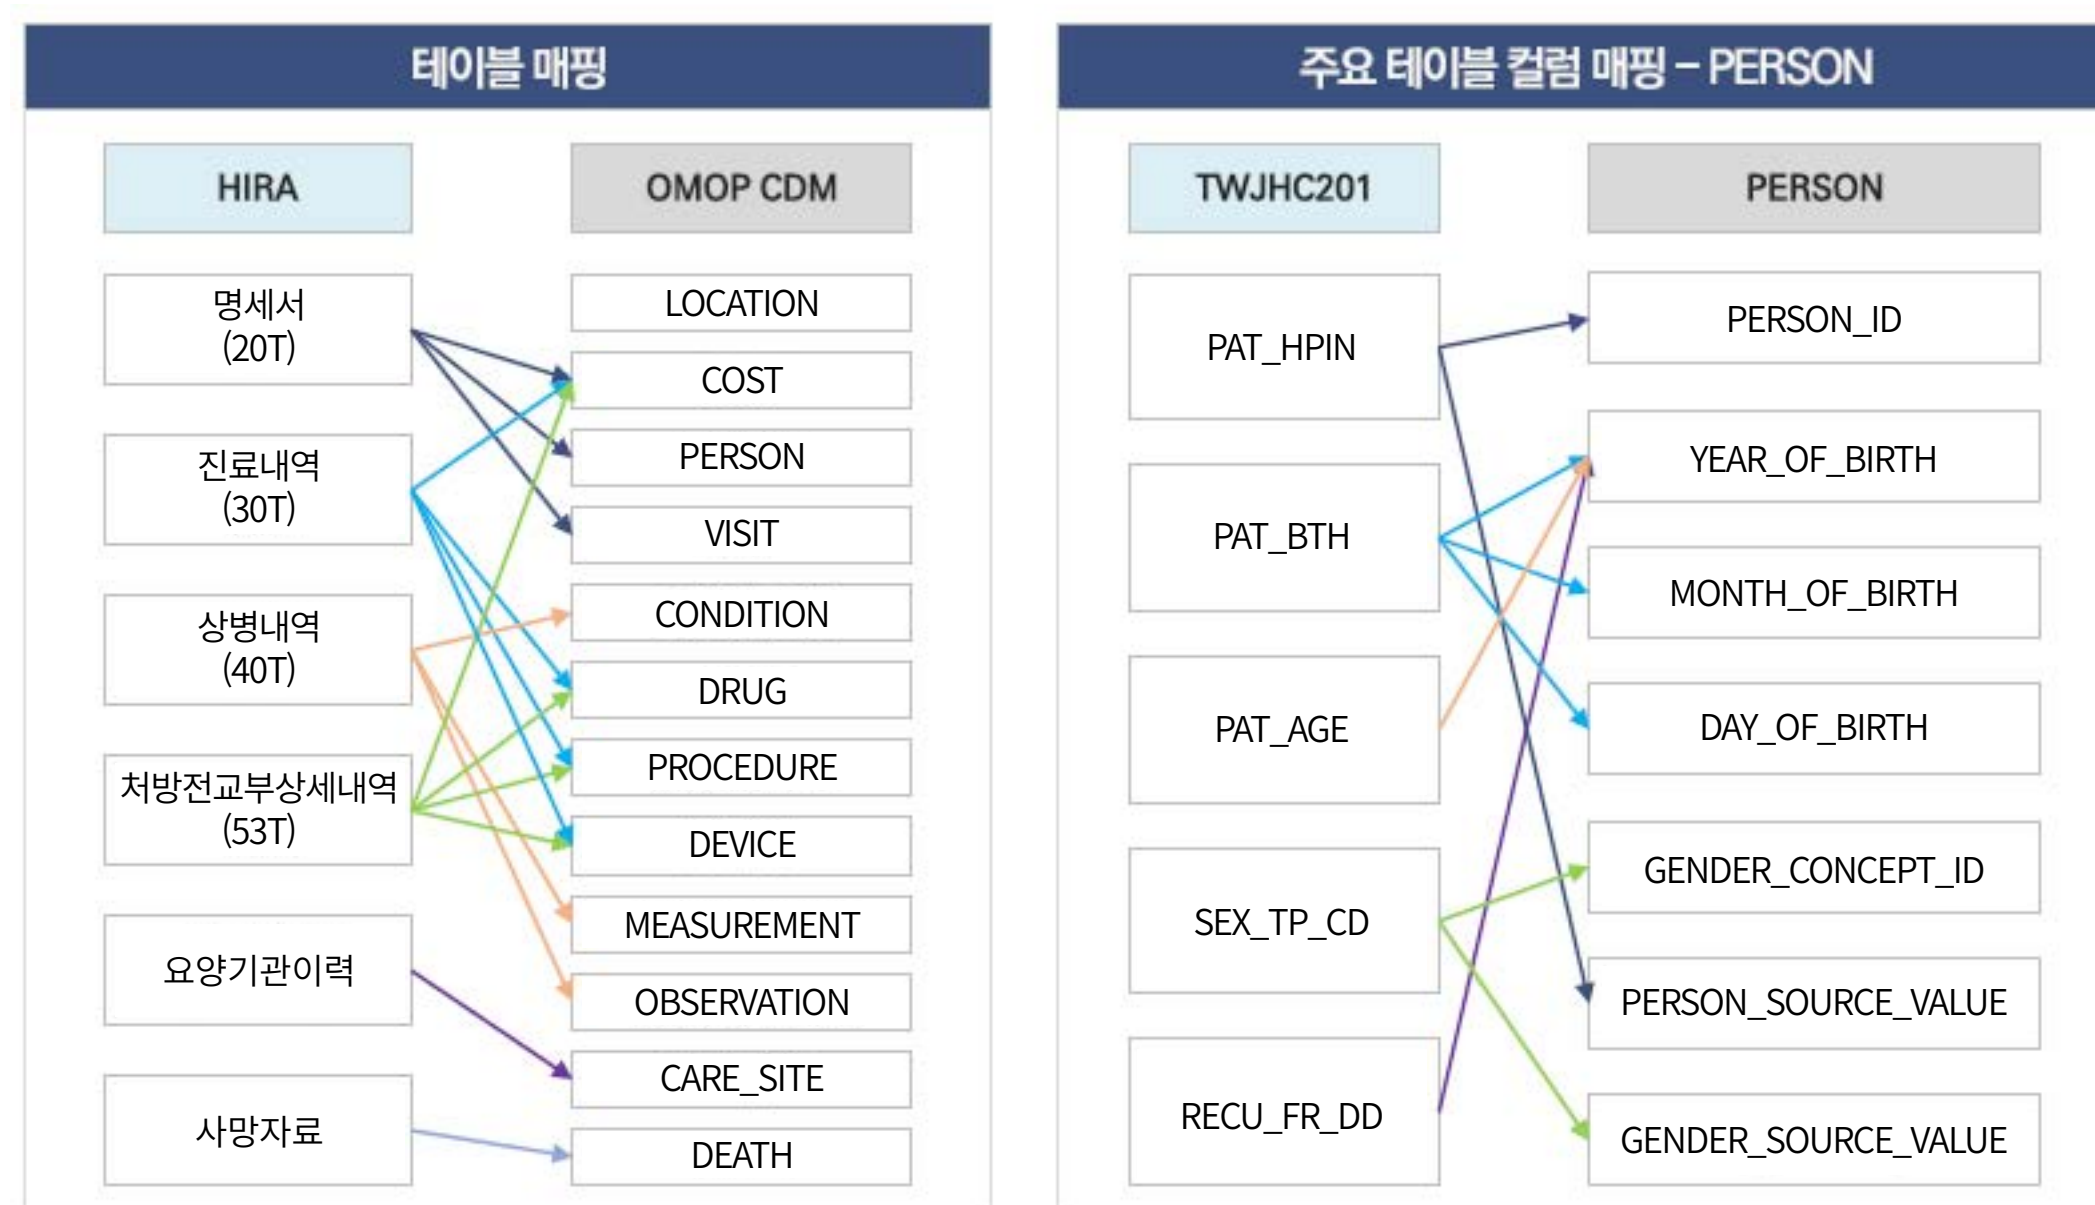 테이블 매핑
HIRA
OMOP CDM
명세서
(20T)
진료내역
(30T)
상병내역
(40T)
처방전교부상세내역
(53T)
요양기관이력
사망자료
LOCATION
COST
PERSON
VISIT
CONDITION
DRUG
PROCEDURE
DEVICE
MEASUREMENT
OBSERVATION
CARE_SITE
DEATH
주요 테이블 컬럼 매핑 – PERSON
TWJHC201
PERSON
PAT_HPIN
PAT_BTH
PAT_AGE
SEX_TP_CD
RECU_FR_DD
PERSON_ID
YEAR_OF_BIRTH
MONTH_OF_BIRTH
DAY_OF_BIRTH
GENDER_CONCEPT_ID
PERSON_SOURCE_VALUE
GENDER_SOURCE_VALUE